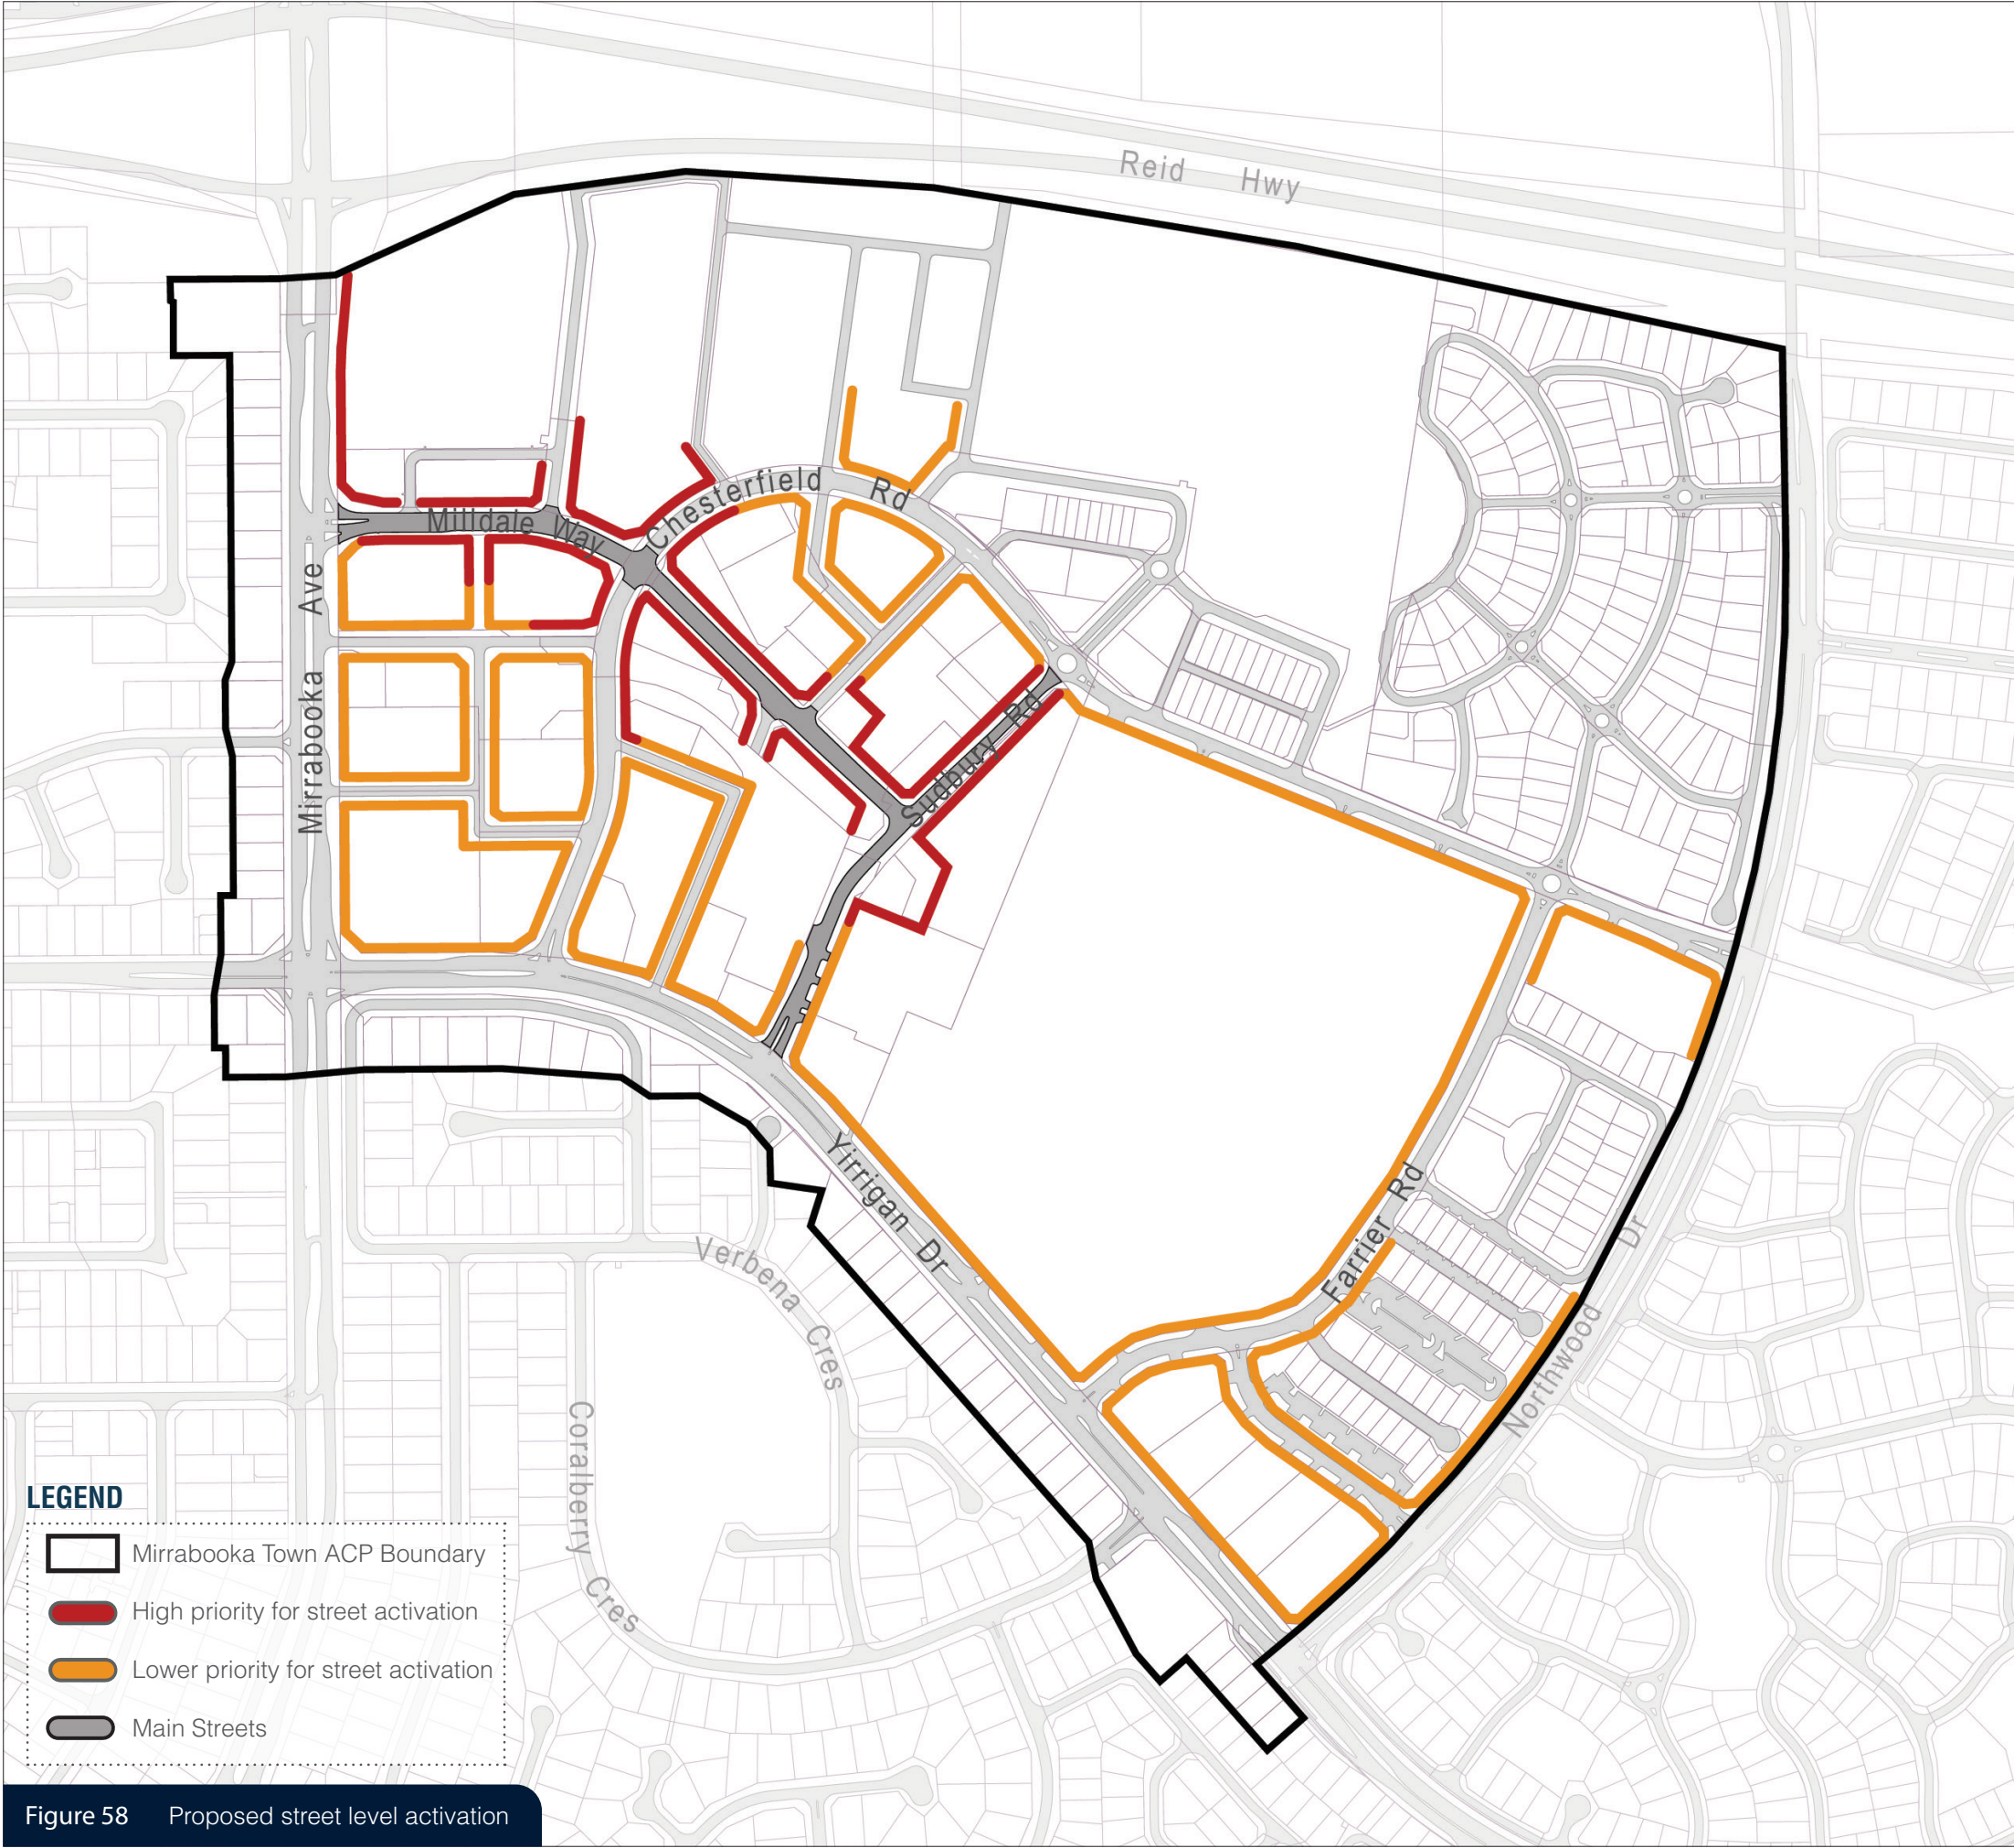 Reid Hwy
Chesterfield Rd
Milldale Way
Mirrabooka Ave
Sudbury Rd
Yirrigan Dr
Farrier Rd
Northwood Dr
Verbena Cres
Coralberry Cres
LEGEND
Mirrabooka Town ACP Boundary
High priority for street activation
Lower priority for street activation
Main Streets
Figure 58 Proposed street level activation